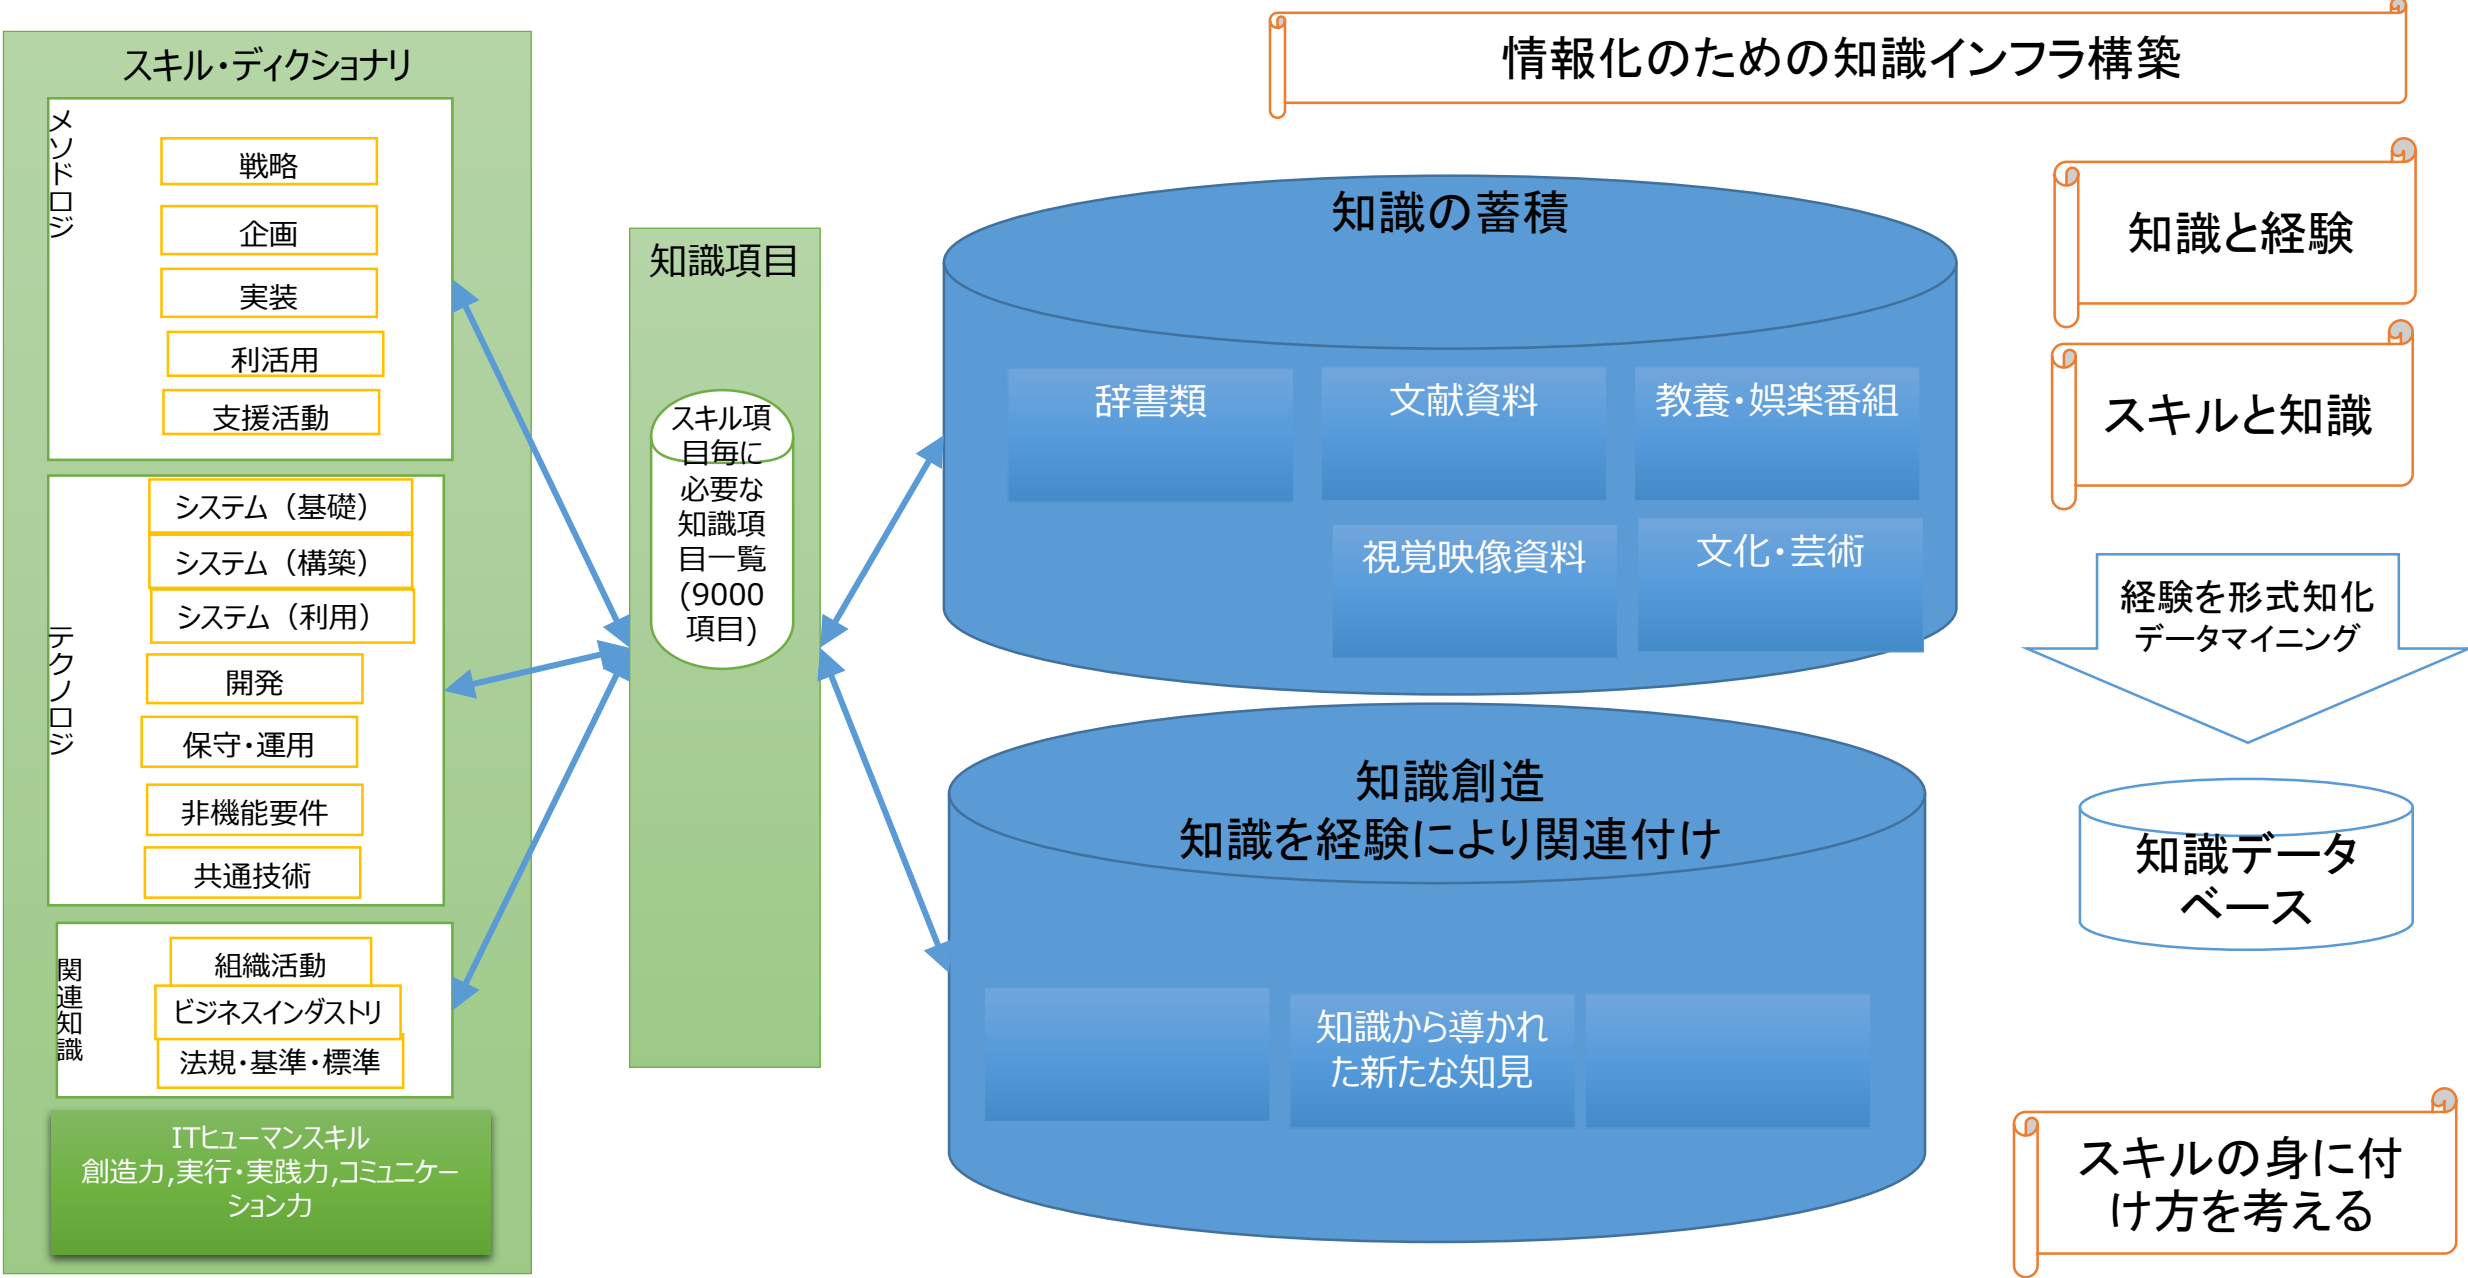 スキル・ディクショナリ
メソドロジ
戦略
企画
実装
利活用
支援活動
テクノロジ
システム（基礎）
システム（構築）
システム（利用）
開発
保守・運用
非機能要件
共通技術
関連知識
組織活動
ビジネスインダストリ
法規・基準・標準
ITヒューマンスキル
創造力,実行・実践力,コミュニケー
ション力
知識項目
スキル項
目毎に
必要な
知識項
目一覧
(9000
項目)
情報化のための知識インフラ構築
知識の蓄積
辞書類
文献資料
教養・娯楽番組
視覚映像資料
文化・芸術
知識創造
知識を経験により関連付け
知識から導かれ
た新たな知見
知識と経験
スキルと知識
経験を形式知化
データマイニング
知識データ
ベース
スキルの身に付
け方を考える